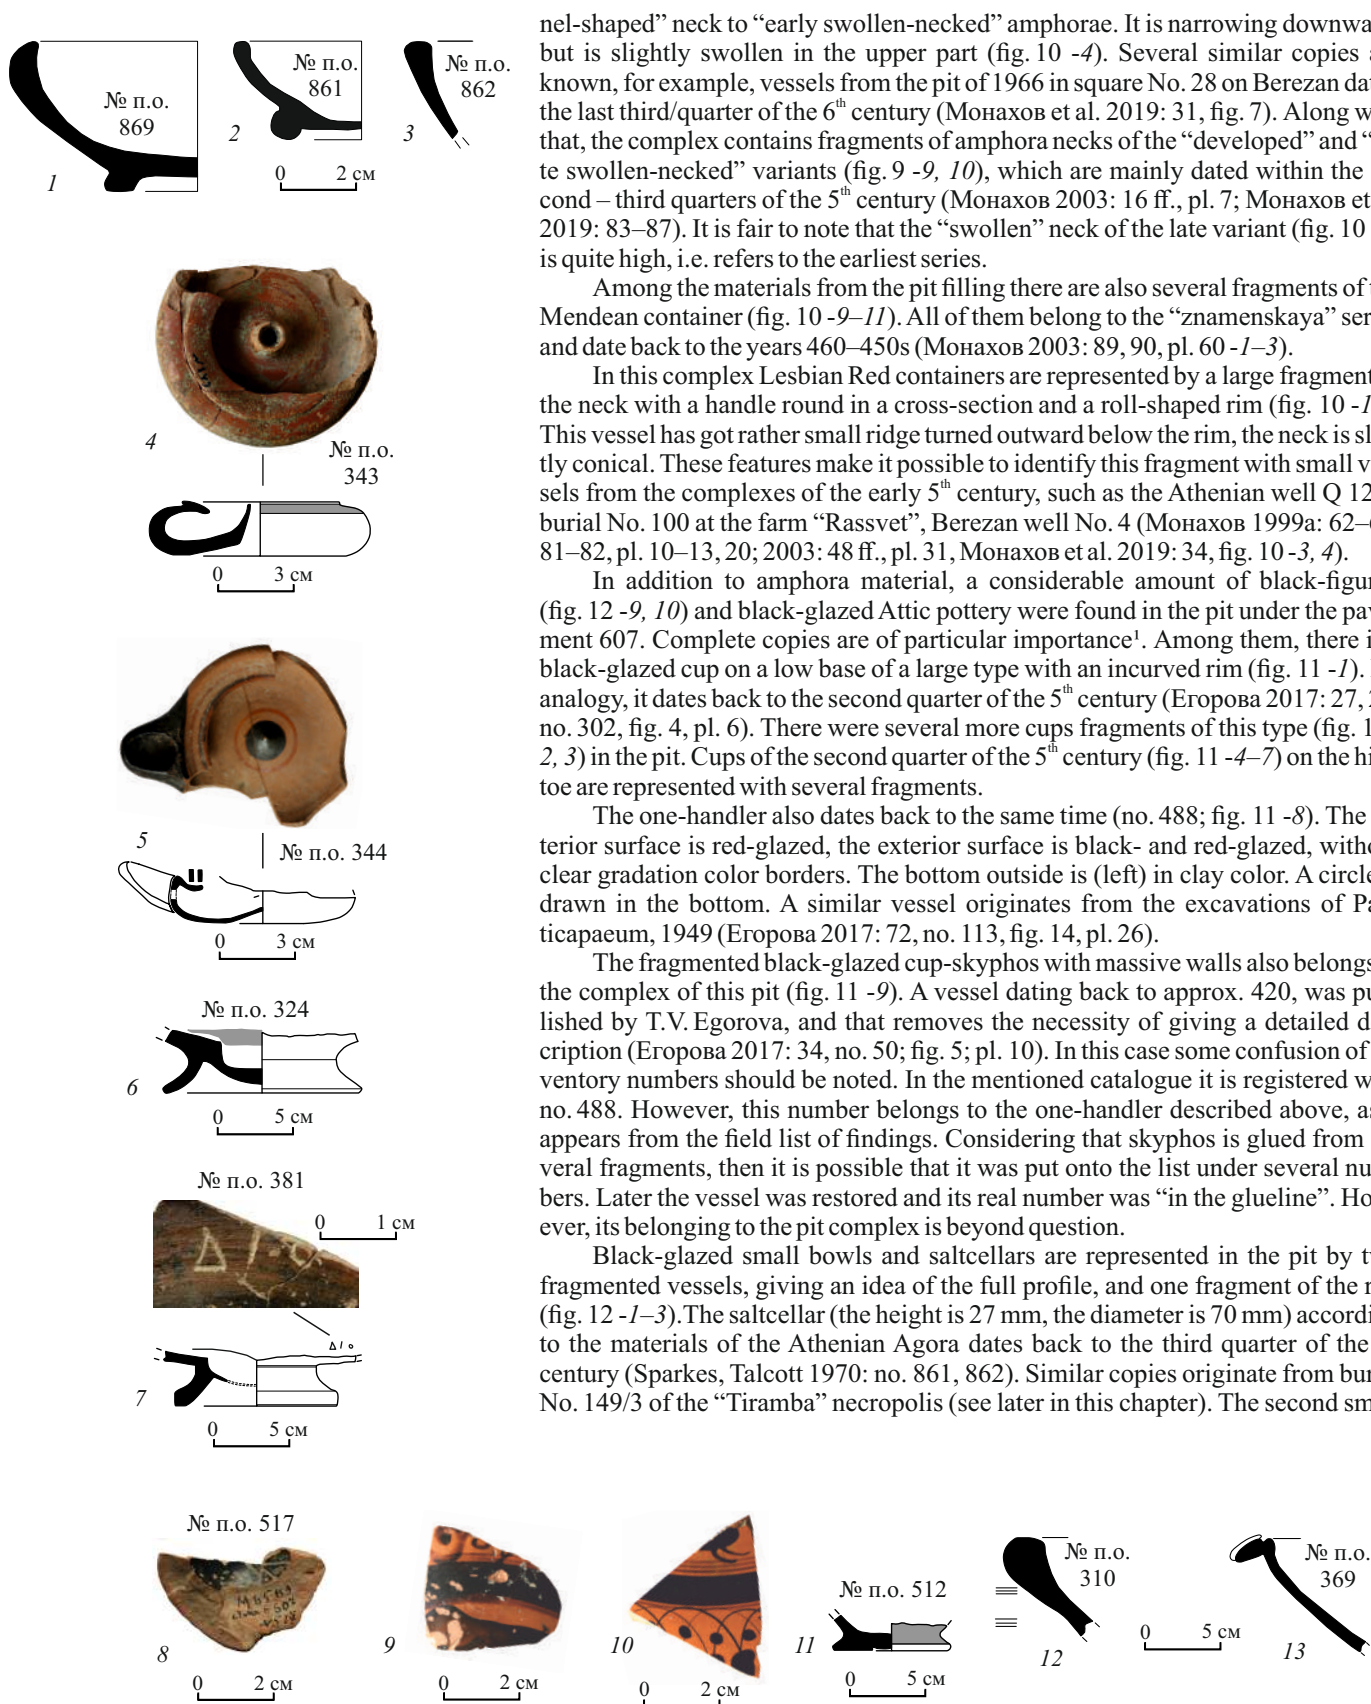 № п.о.
869
1
№ п.о.
861
2
0 2 см
№ п.о.
862
3
4
№ п.о.
343
0 3 см
5
№ п.о. 344
0 3 см
№ п.о. 324
6
0 5 см
№ п.о. 381
0 1 см
Δ I o
Δ I o
7
0 5 см
nel-shaped” neck to “early swollen-necked” amphorae. It is narrowing downwa
but is slightly swollen in the upper part (fig. 10 -4). Several similar copies a
known, for example, vessels from the pit of 1966 in square No. 28 on Berezan dat
the last third/quarter of the 6th century (Монахов et al. 2019: 31, fig. 7). Along w
that, the complex contains fragments of amphora necks of the “developed” and “
te swollen-necked” variants (fig. 9 -9, 10), which are mainly dated within the
cond – third quarters of the 5th century (Монахов 2003: 16 ff., pl. 7; Монахов et
2019: 83–87). It is fair to note that the “swollen” neck of the late variant (fig. 10
is quite high, i.e. refers to the earliest series.
Among the materials from the pit filling there are also several fragments of
Mendean container (fig. 10 -9–11). All of them belong to the “znamenskaya” ser
and date back to the years 460–450s (Монахов 2003: 89, 90, pl. 60 -1–3).
In this complex Lesbian Red containers are represented by a large fragment
the neck with a handle round in a cross-section and a roll-shaped rim (fig. 10 -1
This vessel has got rather small ridge turned outward below the rim, the neck is sl
tly conical. These features make it possible to identify this fragment with small v
sels from the complexes of the early 5th century, such as the Athenian well Q 12
burial No. 100 at the farm “Rassvet”, Berezan well No. 4 (Монахов 1999a: 62–
81–82, pl. 10–13, 20; 2003: 48 ff., pl. 31, Монахов et al. 2019: 34, fig. 10 -3, 4).
In addition to amphora material, a considerable amount of black-figur
(fig. 12 -9, 10) and black-glazed Attic pottery were found in the pit under the pav
ment 607. Complete copies are of particular importance¹. Among them, there i
black-glazed cup on a low base of a large type with an incurved rim (fig. 11 -1).
analogy, it dates back to the second quarter of the 5th century (Егорова 2017: 27,
no. 302, fig. 4, pl. 6). There were several more cups fragments of this type (fig. 1
2, 3) in the pit. Cups of the second quarter of the 5th century (fig. 11 -4–7) on the hi
toe are represented with several fragments.
The one-handler also dates back to the same time (no. 488; fig. 11 -8). The
terior surface is red-glazed, the exterior surface is black- and red-glazed, witho
clear gradation color borders. The bottom outside is (left) in clay color. A circle
drawn in the bottom. A similar vessel originates from the excavations of Pa
ticapaeum, 1949 (Егорова 2017: 72, no. 113, fig. 14, pl. 26).
The fragmented black-glazed cup-skyphos with massive walls also belongs
the complex of this pit (fig. 11 -9). A vessel dating back to approx. 420, was pu
lished by T.V. Egorova, and that removes the necessity of giving a detailed d
cription (Егорова 2017: 34, no. 50; fig. 5; pl. 10). In this case some confusion of
ventory numbers should be noted. In the mentioned catalogue it is registered w
no. 488. However, this number belongs to the one-handler described above, as
appears from the field list of findings. Considering that skyphos is glued from
veral fragments, then it is possible that it was put onto the list under several nu
bers. Later the vessel was restored and its real number was “in the glueline”. Ho
ever, its belonging to the pit complex is beyond question.
Black-glazed small bowls and saltcellars are represented in the pit by tw
fragmented vessels, giving an idea of the full profile, and one fragment of the r
(fig. 12 -1–3).The saltcellar (the height is 27 mm, the diameter is 70 mm) accordi
to the materials of the Athenian Agora dates back to the third quarter of the
century (Sparkes, Talcott 1970: no. 861, 862). Similar copies originate from bur
No. 149/3 of the “Tiramba” necropolis (see later in this chapter). The second sm
№ п.о. 517
8
0 2 см
9
0 2 см
10
0 2 см
№ п.о. 512
11
0 5 см
№ п.о.
310
12
0 5 см
№ п.о.
369
13